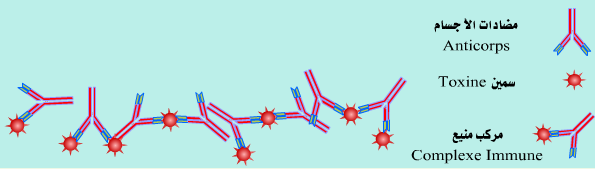 مضادات الأجسام
Anticorps
Toxine سمين
مركب منيع
Complexe Immune